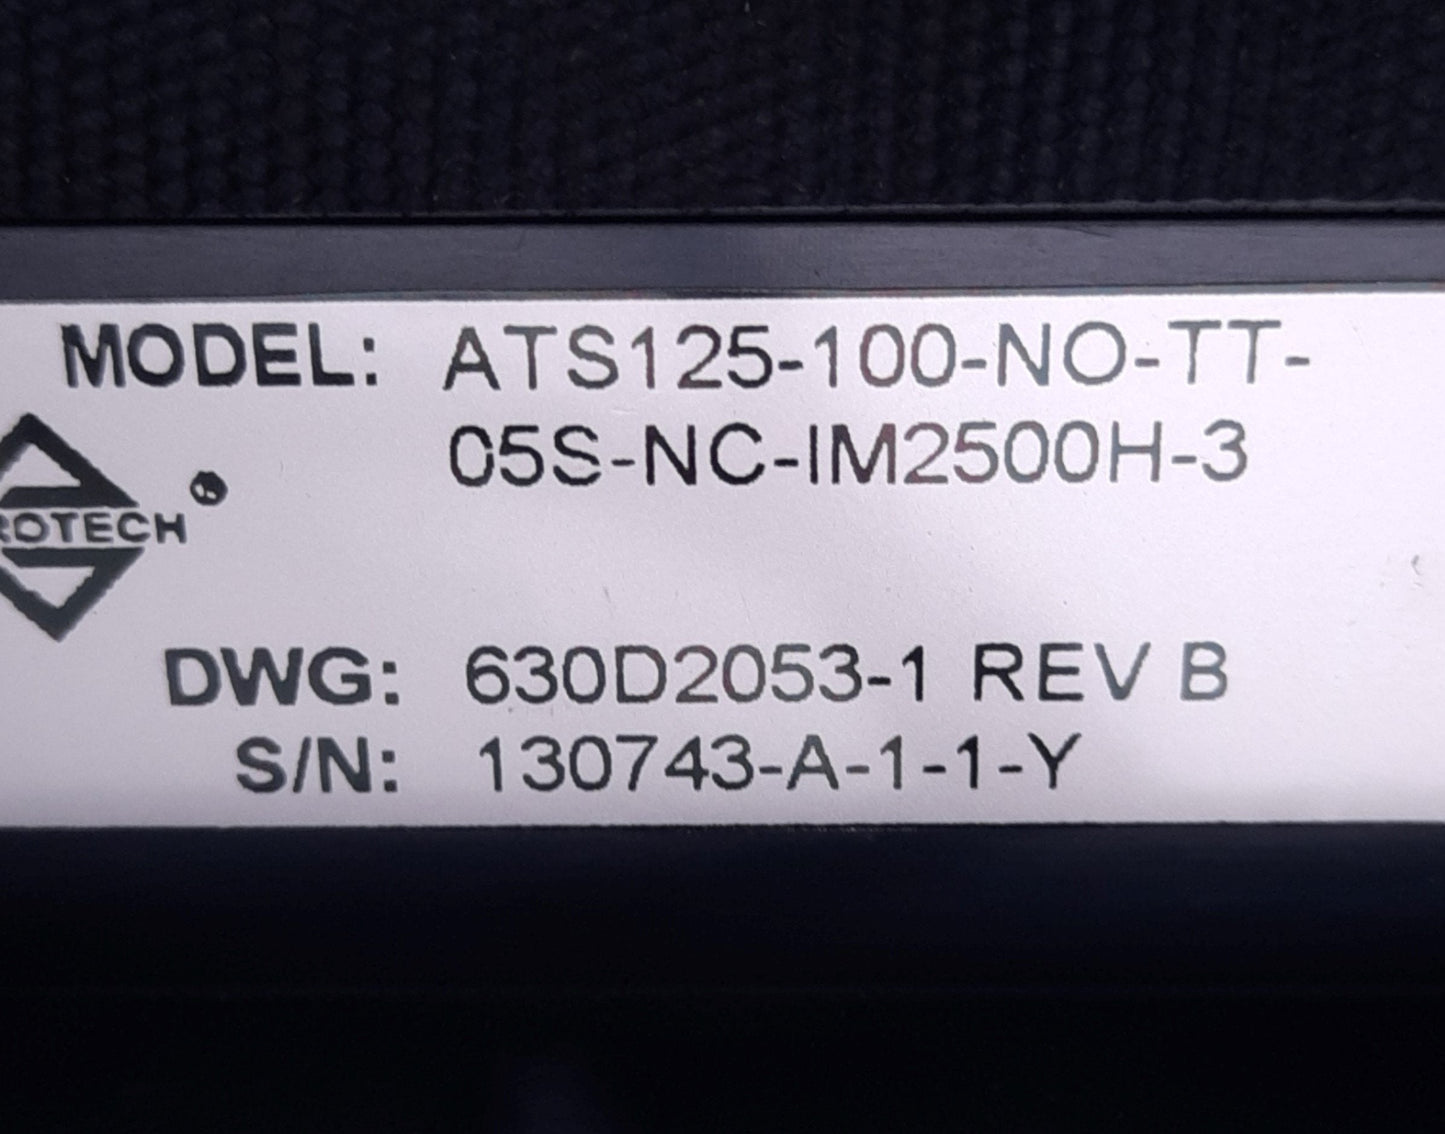 MODEL: ATS125-100-NO-TT-
05S-NC-IM2500H-3
ROTECH
DWG: 630D2053-1 REV B
S/N: 130743-A-1-1-Y